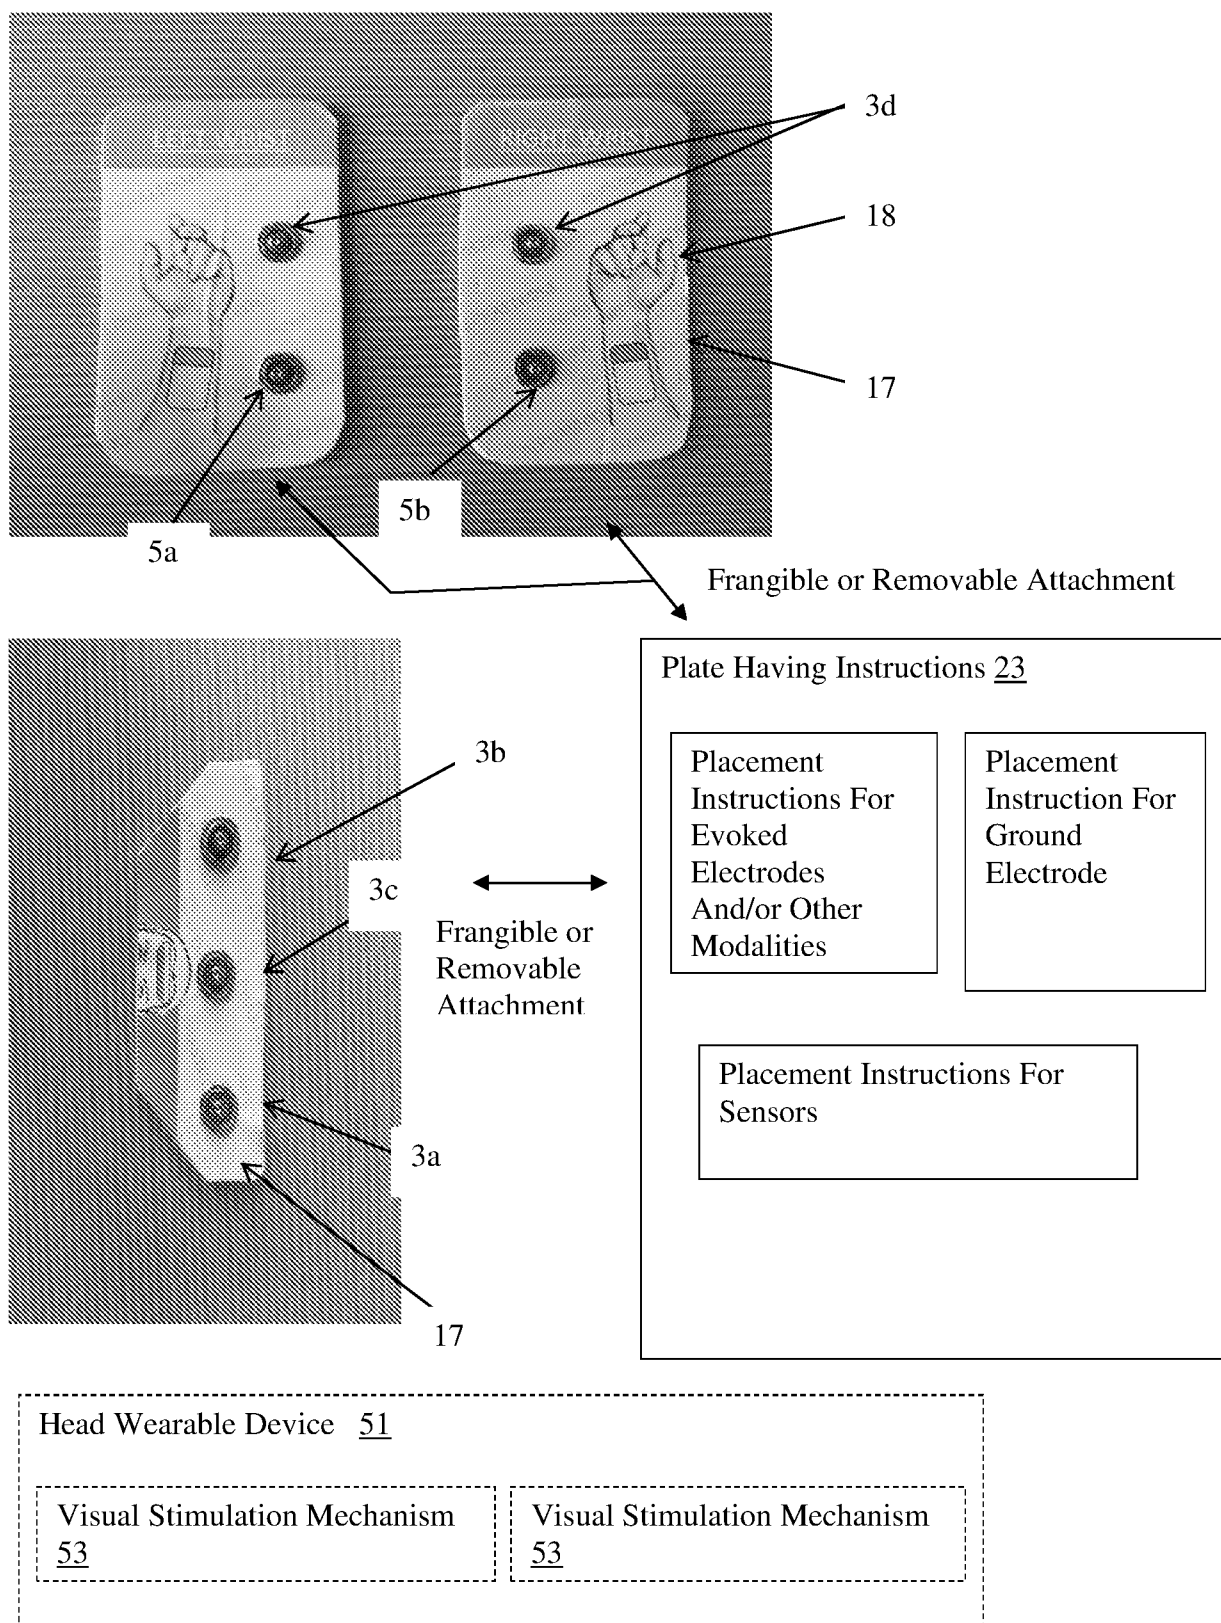 3d
18
17
5b
5a
Frangible or Removable Attachment
Plate Having Instructions 23
3b
Placement
Instructions For
Evoked
Electrodes
And/or Other
Modalities
Placement
Instruction For
Ground
Electrode
3c
Frangible or
Removable
Attachment
Placement Instructions For
Sensors
3a
17
Head Wearable Device 51
Visual Stimulation Mechanism
53
Visual Stimulation Mechanism
53